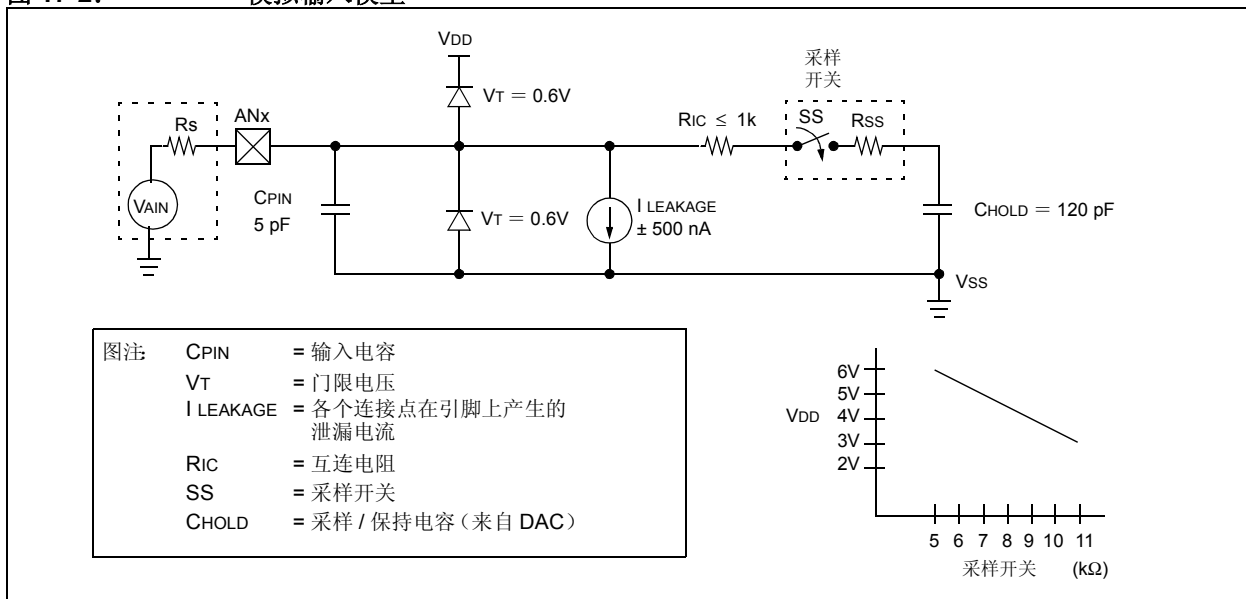 VDD
VT = 0.6V
采样
开关
Rs
ANx
RIC ≤ 1k
SS
RSS
VAIN
CPIN
5 pF
VT = 0.6V
I LEAKAGE
± 500 nA
CHOLD = 120 pF
VSS
图注:
CPIN = 输入电容
VT = 门限电压
I LEAKAGE = 各个连接点在引脚上产生的
泄漏电流
RIC = 互连电阻
SS = 采样开关
CHOLD = 采样 / 保持电容（来自 DAC）
6V
5V
VDD 4V
3V
2V
5 6 7 8 9 10 11
采样开关 (kΩ)